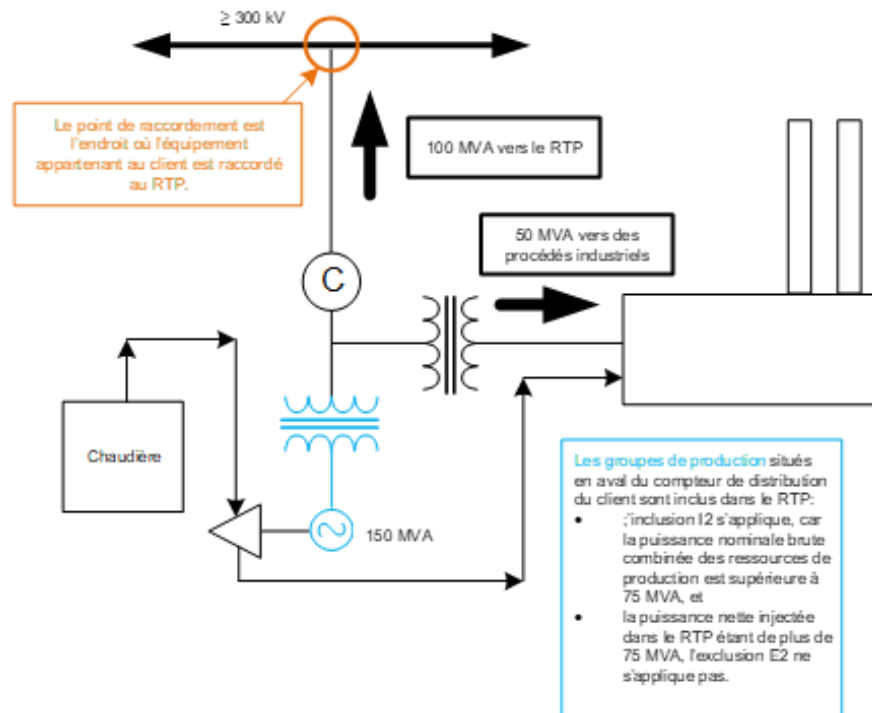 ≥ 300 kV
Le point de raccordement est
l'endroit où l'équipement
appartenant au client est raccordé
au RTP.
100 MVA vers le RTP
50 MVA vers des
procédés industriels
C
Chaudière
150 MVA
Les groupes de production situés
en aval du compteur de distribution
du client sont inclus dans le RTP:
• ;'inclusion I2 s'applique, car
la puissance nominale brute
combinée des ressources de
production est supérieure à
75 MVA, et
• la puissance nette injectée
dans le RTP étant de plus de
75 MVA, l'exclusion E2 ne
s'applique pas.